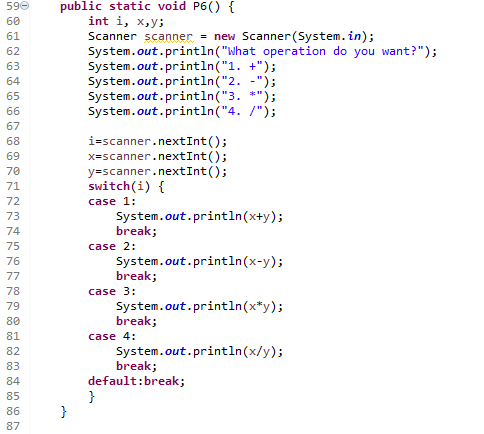 59 public static void P6() {
60 int i, x,y;
61 Scanner scanner = new Scanner(System.in);
62 System.out.println("What operation do you want?");
63 System.out.println("1. +");
64 System.out.println("2. -");
65 System.out.println("3. *");
66 System.out.println("4. /");
67
68 i=scanner.nextInt();
69 x=scanner.nextInt();
70 y=scanner.nextInt();
71 switch(i) {
72 case 1:
73 System.out.println(x+y);
74 break;
75 case 2:
76 System.out.println(x-y);
77 break;
78 case 3:
79 System.out.println(x*y);
80 break;
81 case 4:
82 System.out.println(x/y);
83 break;
84 default:break;
85 }
86 }
87